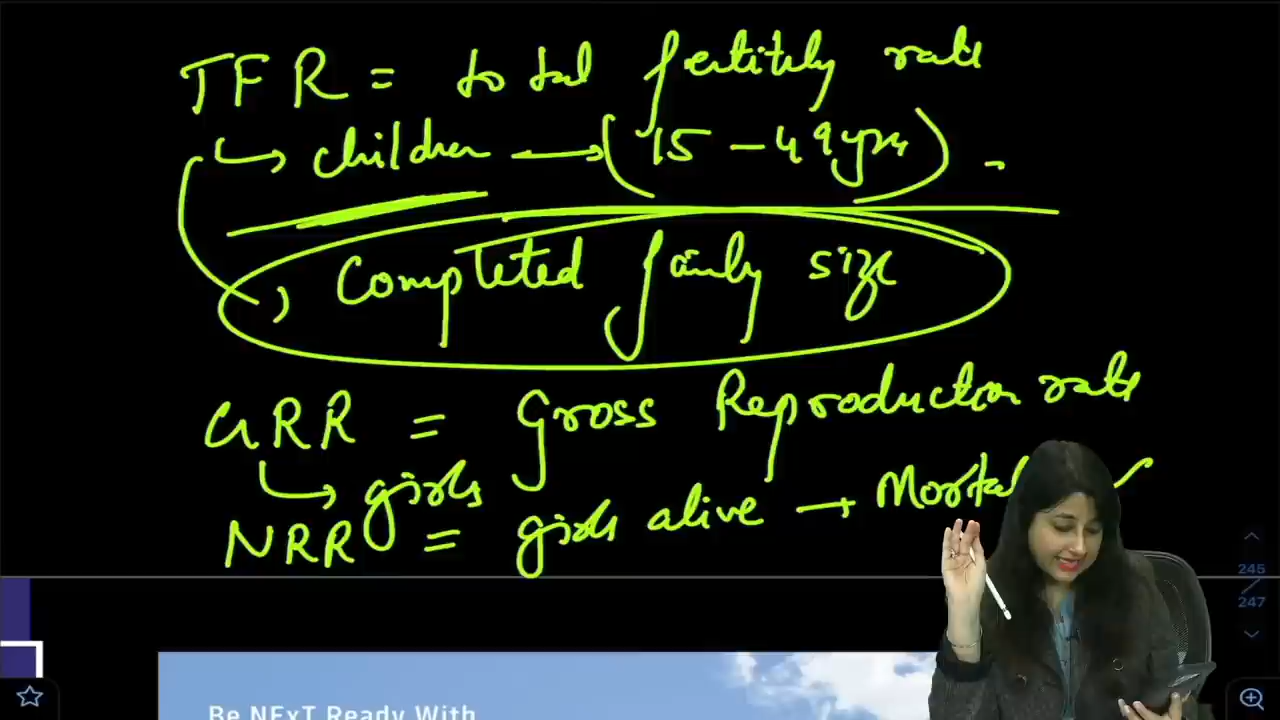 TFR = total fertility rate
↳ children → (15 - 49 yrs)
Completed family size
GRR = Gross Reproduction rate
↳ girls
NRR = girls alive → Mortal
245
247
Be NExT Ready With